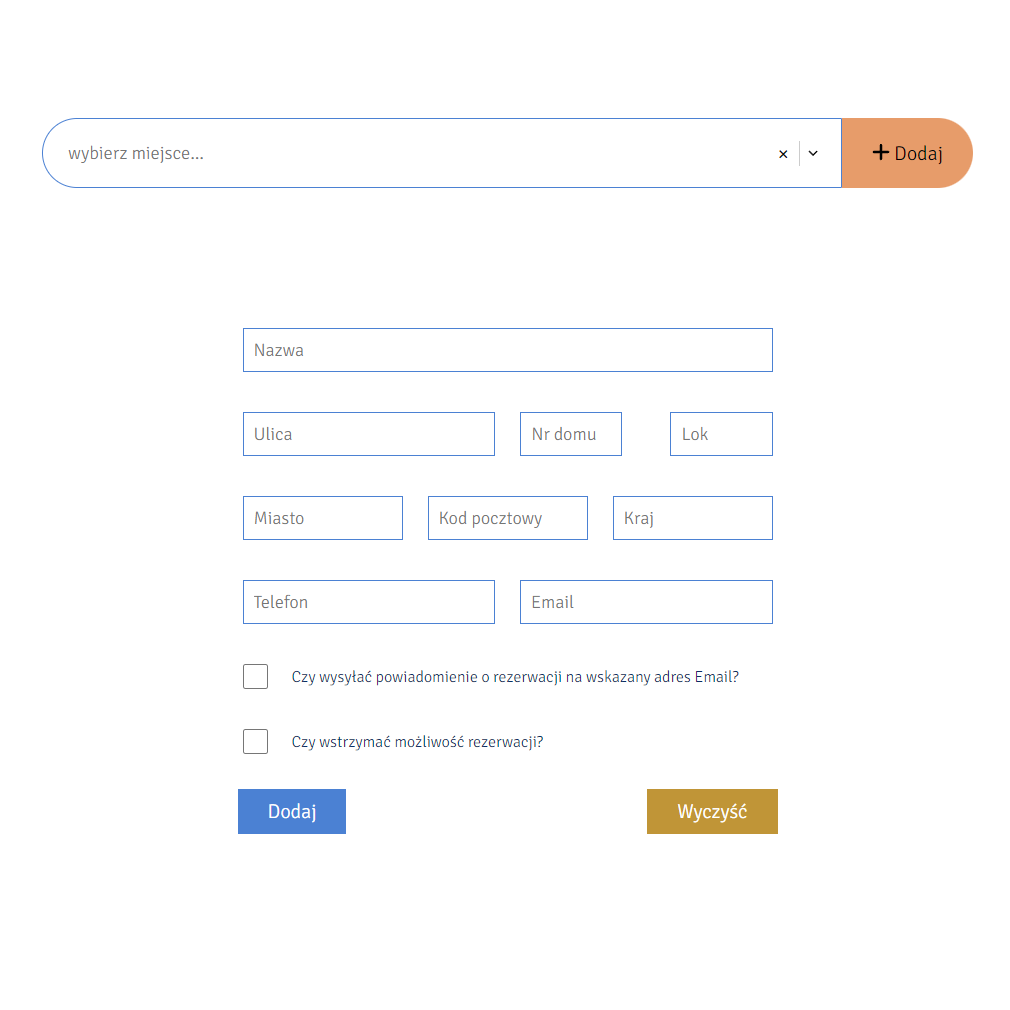 wybierz miejsce...
Dodaj
Nazwa
Ulica Nr domu Lok
Miasto Kod pocztowy Kraj
Telefon Email
Czy wysyłać powiadomienie o rezerwacji na wskazany adres Email?
Czy wstrzymać możliwość rezerwacji?
Dodaj Wyczyść